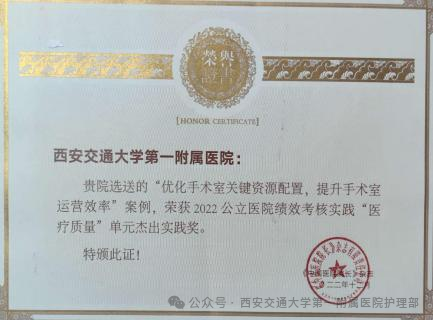 榮譽
證書
[HONOR CERTIFICATE]
西安交通大学第一附属医院：
贵院选送的“优化手术室关键资源配置，提升手术室
运营效率”案例，荣获2022公立医院绩效考核实践“医
疗质量”单元杰出实践奖。
特颁此证！
公众号·西安交通大学第一附属医院护理部